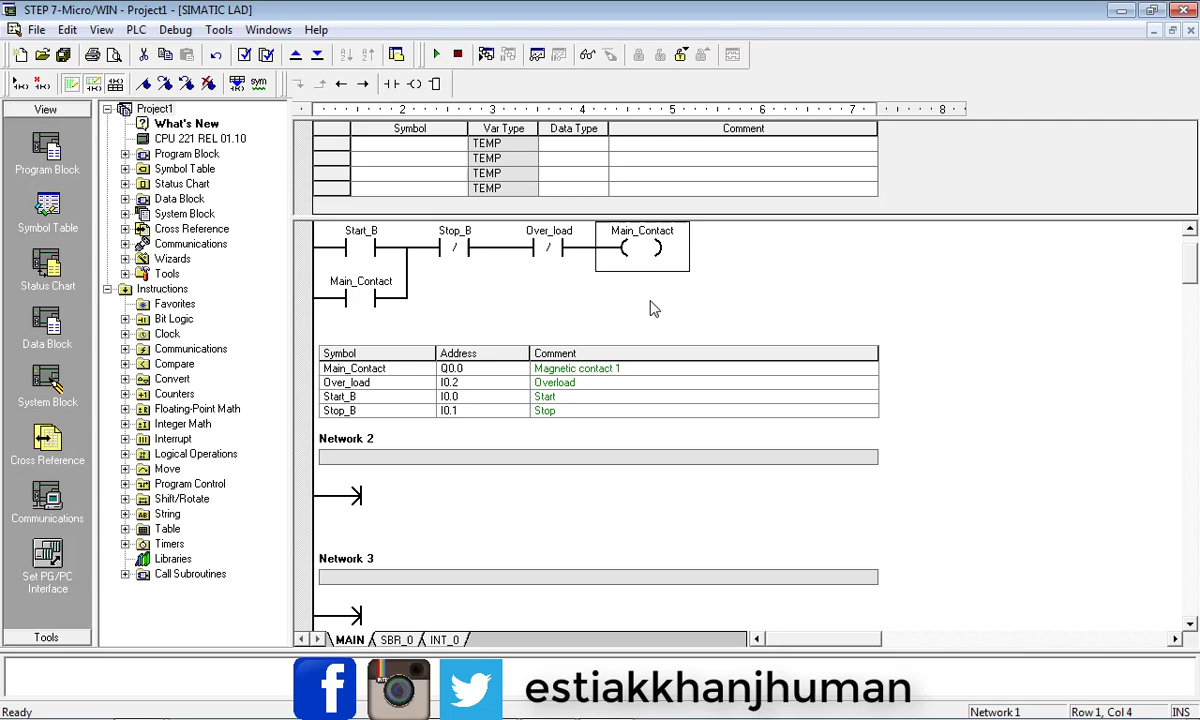 STEP 7-Micro/WIN - Project1 - [SIMATIC LAD]
File Edit View PLC Debug Tools Windows Help
View
Program Block
Symbol Table
Status Chart
Data Block
System Block
Cross Reference
Communications
Set PG/PC
Interface
Tools
Project1
What's New
CPU 221 REL 01.10
Program Block
Symbol Table
Status Chart
Data Block
System Block
Cross Reference
Communications
Wizards
Tools
Instructions
Favorites
Bit Logic
Clock
Communications
Compare
Convert
Counters
Floating-Point Math
Integer Math
Interrupt
Logical Operations
Move
Program Control
Shift/Rotate
String
Table
Timers
Libraries
Call Subroutines
2 3 4 5 6 7 8
Symbol Var Type Data Type Comment
TEMP
TEMP
TEMP
TEMP
Start_B Stop_B Over_load Main_Contact
Main_Contact
Symbol Address Comment
Main_Contact Q0.0 Magnetic contact 1
Over_load I0.2 Overload
Start_B I0.0 Start
Stop_B I0.1 Stop
Network 2
Network 3
MAIN SBR_0 INT_0
estiakkhanjhuman
Ready Network 1 Row 1, Col 4 INS